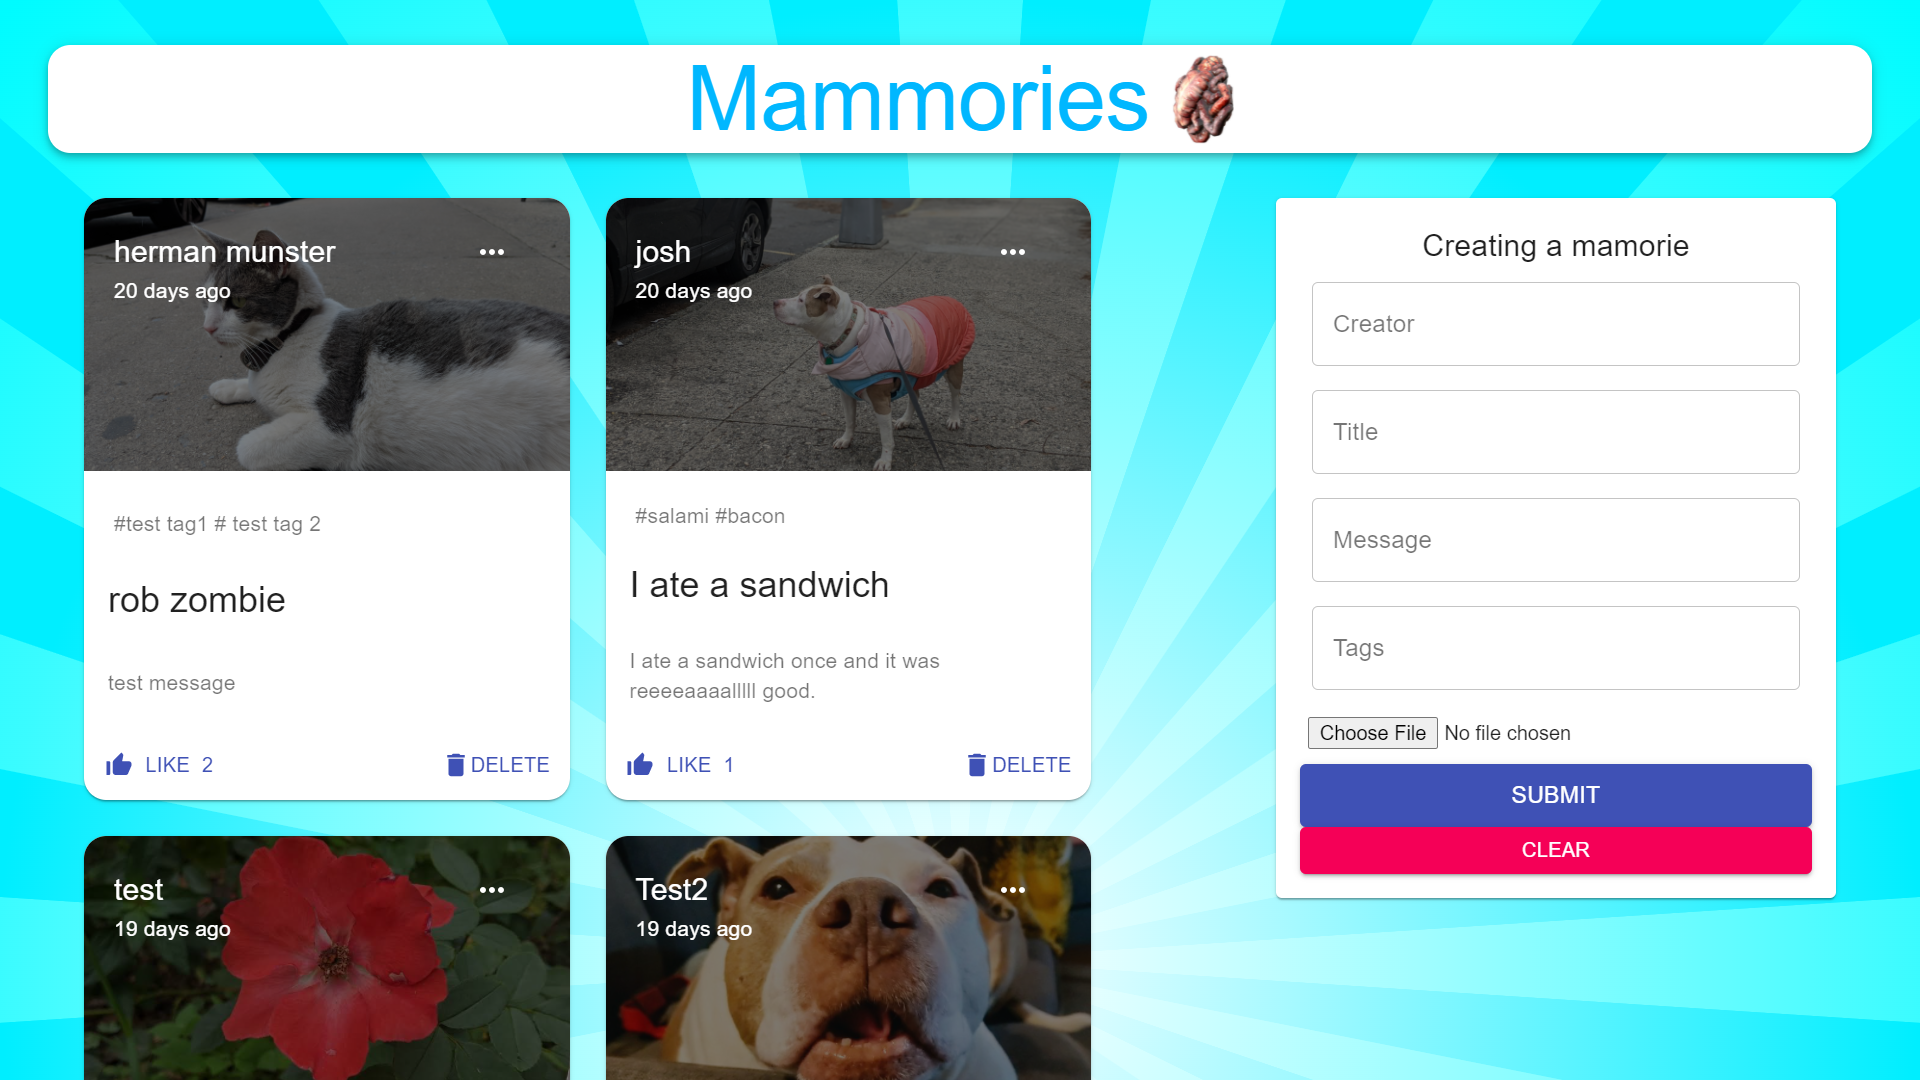 Mammories
herman munster
20 days ago
#test tag1 # test tag 2
rob zombie
test message
LIKE 2
DELETE
josh
20 days ago
#salami #bacon
I ate a sandwich
I ate a sandwich once and it was
reeeeaaaalllll good.
LIKE 1
DELETE
test
19 days ago
Test2
19 days ago
Creating a mamorie
Creator
Title
Message
Tags
Choose File No file chosen
SUBMIT
CLEAR